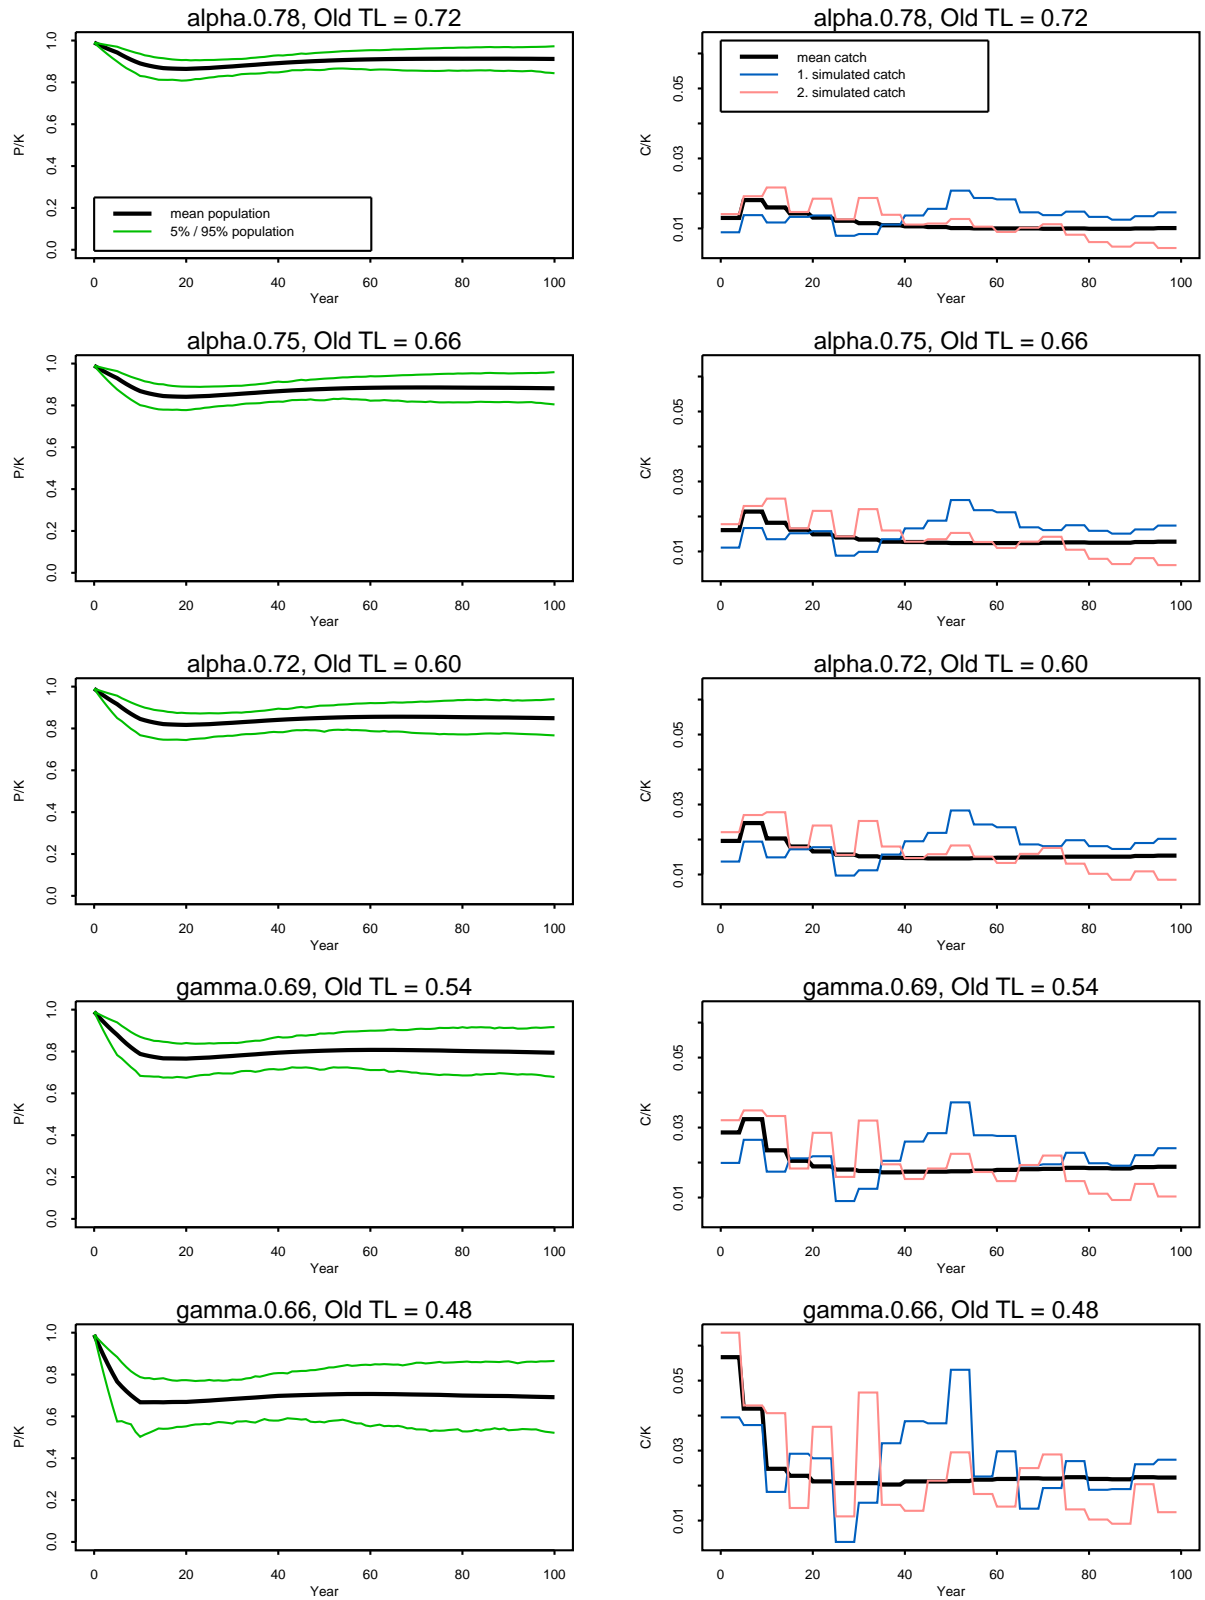 alpha.0.78, Old TL = 0.72
P/K
0.0 0.2 0.4 0.6 0.8 1.0
mean population
5% / 95% population
0 20 40 60 80 100
Year
alpha.0.78, Old TL = 0.72
C/K
0.01 0.03 0.05
mean catch
1. simulated catch
2. simulated catch
0 20 40 60 80 100
Year
alpha.0.75, Old TL = 0.66
P/K
0.0 0.2 0.4 0.6 0.8 1.0
0 20 40 60 80 100
Year
alpha.0.75, Old TL = 0.66
C/K
0.01 0.03 0.05
0 20 40 60 80 100
Year
alpha.0.72, Old TL = 0.60
P/K
0.0 0.2 0.4 0.6 0.8 1.0
0 20 40 60 80 100
Year
alpha.0.72, Old TL = 0.60
C/K
0.01 0.03 0.05
0 20 40 60 80 100
Year
gamma.0.69, Old TL = 0.54
P/K
0.0 0.2 0.4 0.6 0.8 1.0
0 20 40 60 80 100
Year
gamma.0.69, Old TL = 0.54
C/K
0.01 0.03 0.05
0 20 40 60 80 100
Year
gamma.0.66, Old TL = 0.48
P/K
0.0 0.2 0.4 0.6 0.8 1.0
0 20 40 60 80 100
Year
gamma.0.66, Old TL = 0.48
C/K
0.01 0.03 0.05
0 20 40 60 80 100
Year